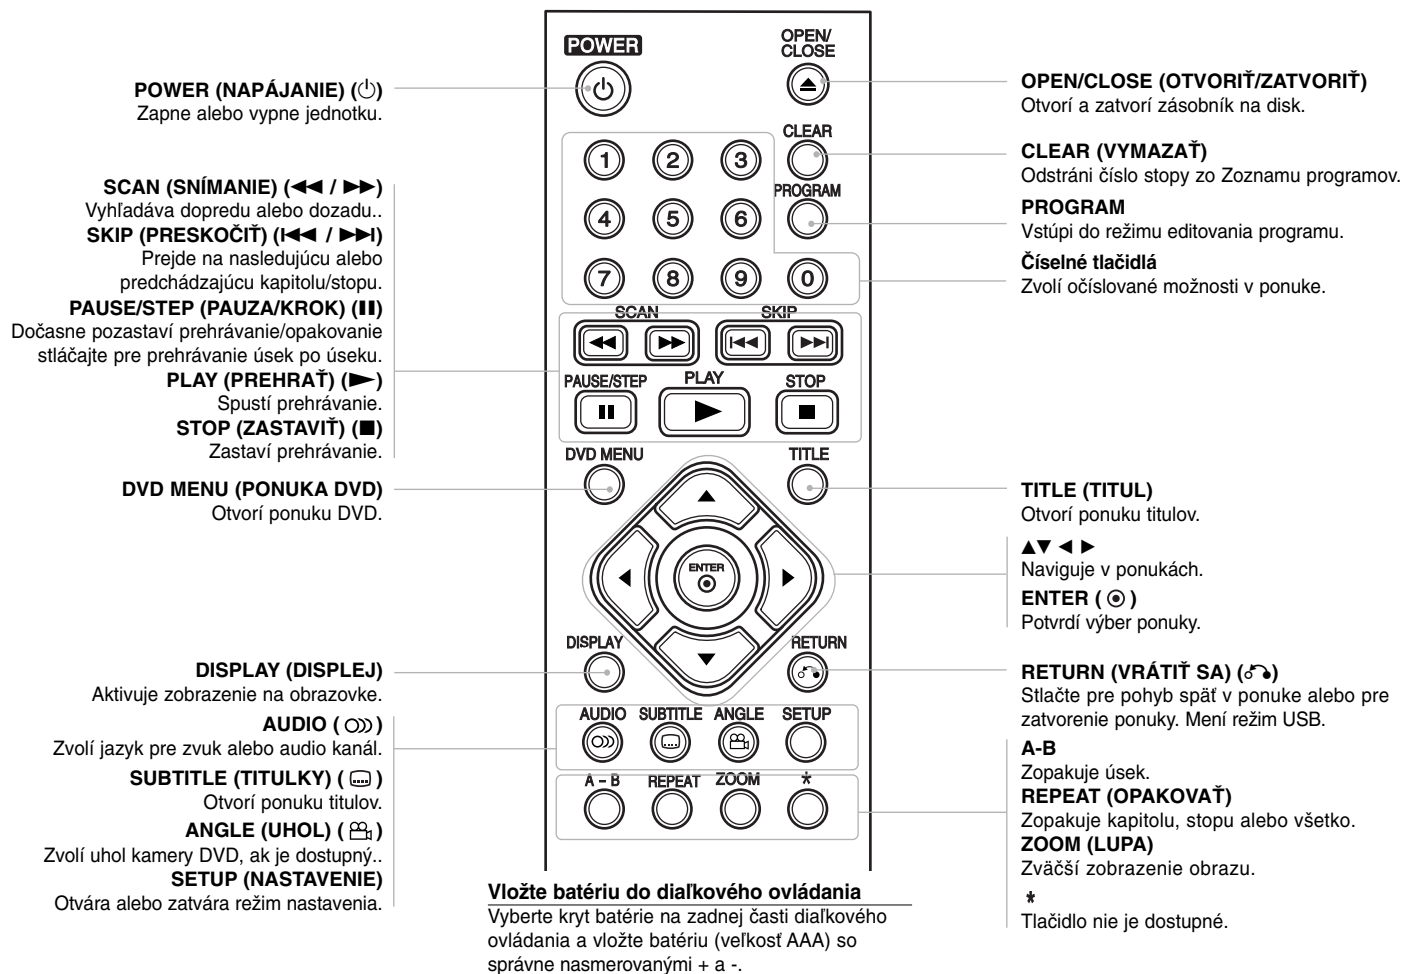 POWER (NAPÁJANIE) (⏻)
Zapne alebo vypne jednotku.
SCAN (SNÍMANIE) (◀◀ / ▶▶)
Vyhľadáva dopredu alebo dozadu..
SKIP (PRESKOČIŤ) (I◀◀ / ▶▶I)
Prejde na nasledujúcu alebo
predchádzajúcu kapitolu/stopu.
PAUSE/STEP (PAUZA/KROK) (II)
Dočasne pozastaví prehrávanie/opakovanie
stláčajte pre prehrávanie úsek po úseku.
PLAY (PREHRAŤ) (▶)
Spustí prehrávanie.
STOP (ZASTAVIŤ) (■)
Zastaví prehrávanie.
DVD MENU (PONUKA DVD)
Otvorí ponuku DVD.
DISPLAY (DISPLEJ)
Aktivuje zobrazenie na obrazovke.
AUDIO ( )
Zvolí jazyk pre zvuk alebo audio kanál.
SUBTITLE (TITULKY) ( )
Otvorí ponuku titulov.
ANGLE (UHOL) ( )
Zvolí uhol kamery DVD, ak je dostupný..
SETUP (NASTAVENIE)
Otvára alebo zatvára režim nastavenia.
POWER
OPEN/
CLOSE
CLEAR
1 2 3
PROGRAM
4 5 6
7 8 9 0
SCAN SKIP
PAUSE/STEP PLAY STOP
DVD MENU TITLE
ENTER
DISPLAY RETURN
AUDIO SUBTITLE ANGLE SETUP
A – B REPEAT ZOOM *
Vložte batériu do diaľkového ovládania
Vyberte kryt batérie na zadnej časti diaľkového
ovládania a vložte batériu (veľkosť AAA) so
správne nasmerovanými + a -.
OPEN/CLOSE (OTVORIŤ/ZATVORIŤ)
Otvorí a zatvorí zásobník na disk.
CLEAR (VYMAZAŤ)
Odstráni číslo stopy zo Zoznamu programov.
PROGRAM
Vstúpi do režimu editovania programu.
Číselné tlačidlá
Zvolí očíslované možnosti v ponuke.
TITLE (TITUL)
Otvorí ponuku titulov.
▲▼ ◀ ▶
Naviguje v ponukách.
ENTER ( ◉ )
Potvrdí výber ponuky.
RETURN (VRÁTIŤ SA) ( )
Stlačte pre pohyb späť v ponuke alebo pre
zatvorenie ponuky. Mení režim USB.
A-B
Zopakuje úsek.
REPEAT (OPAKOVAŤ)
Zopakuje kapitolu, stopu alebo všetko.
ZOOM (LUPA)
Zväčší zobrazenie obrazu.
*
Tlačidlo nie je dostupné.